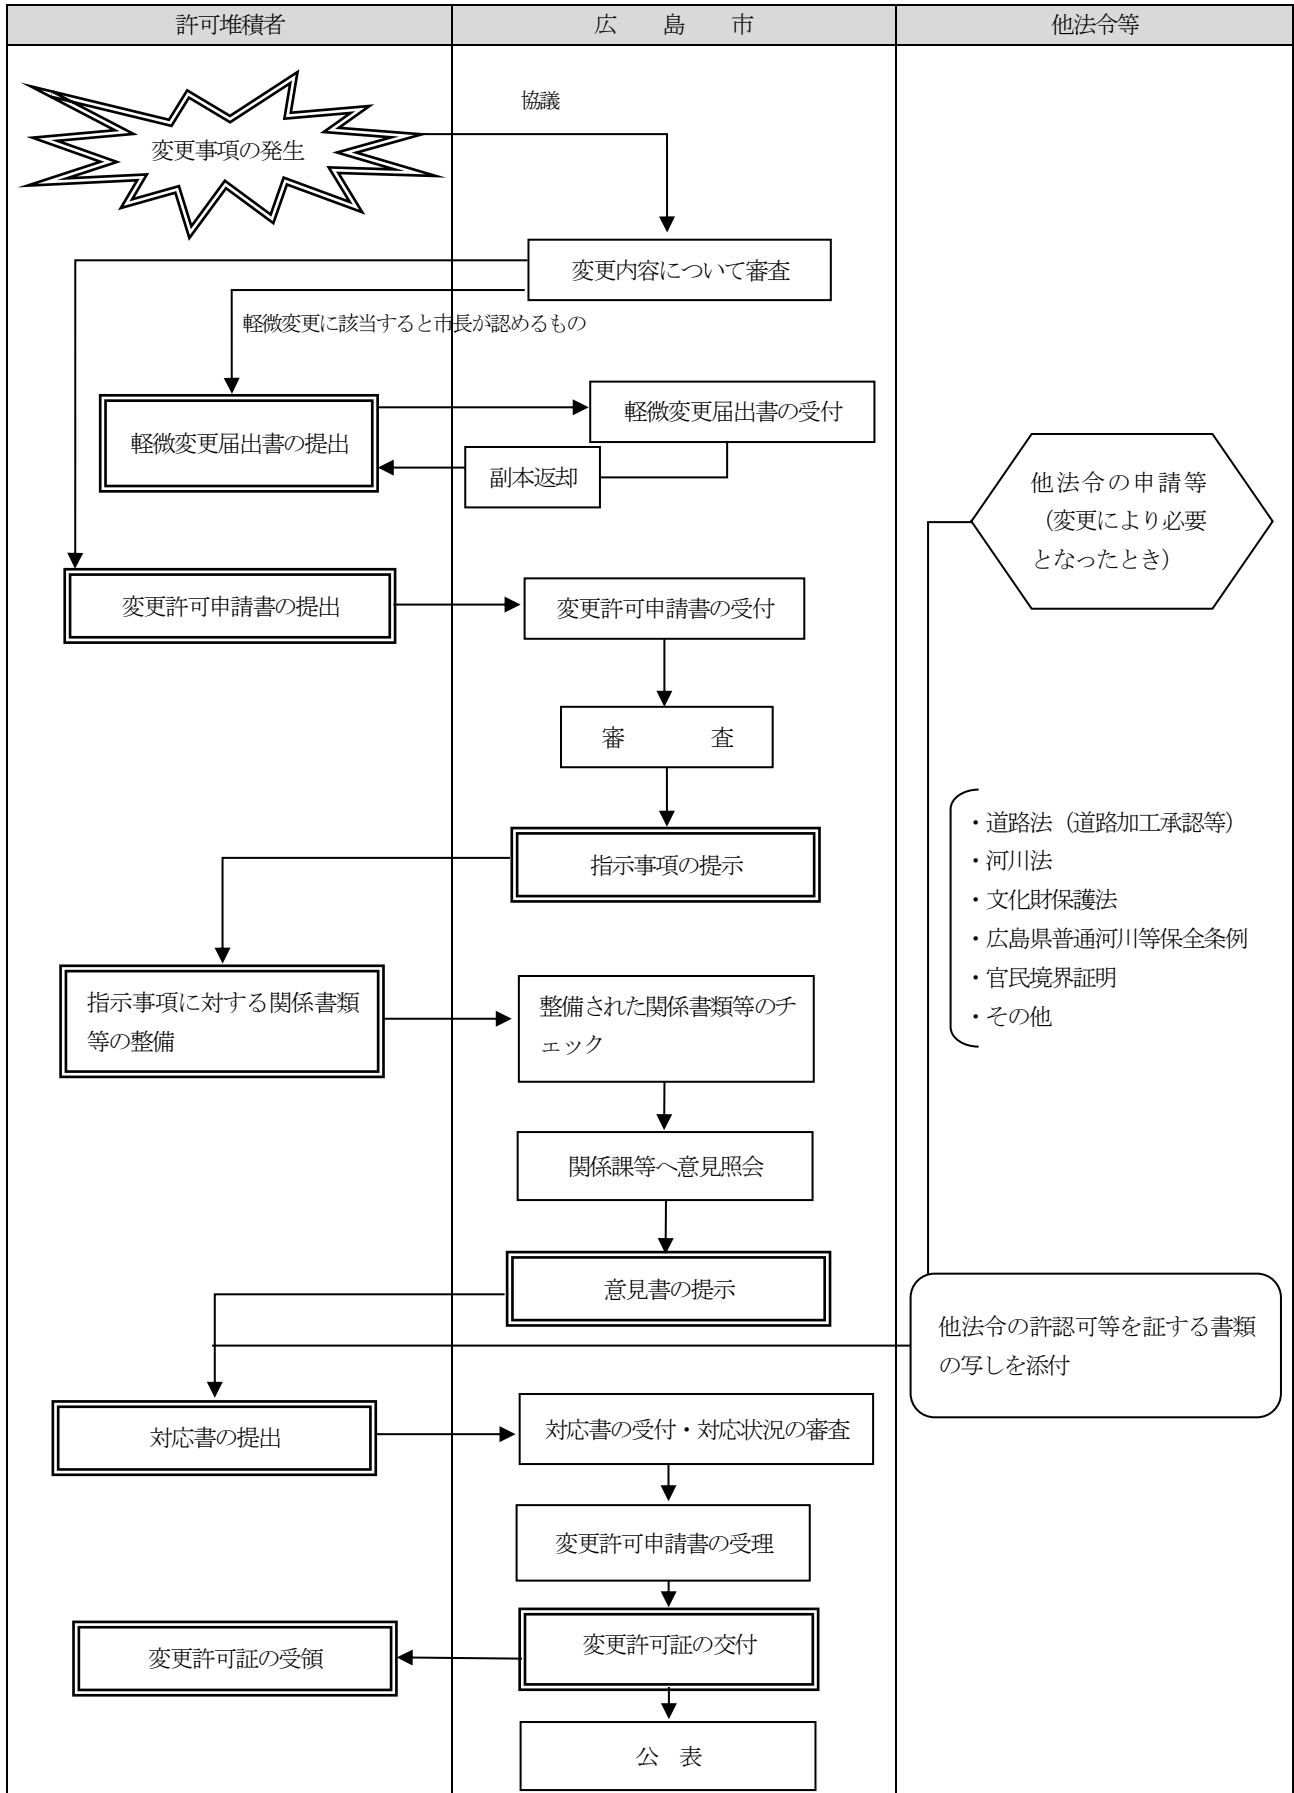 許可堆積者
広　島　市
他法令等
変更事項の発生
協議
変更内容について審査
軽微変更に該当すると市長が認めるもの
軽微変更届出書の提出
軽微変更届出書の受付
副本返却
他法令の申請等
（変更により必要
となったとき）
変更許可申請書の提出
変更許可申請書の受付
審　査
指示事項の提示
・道路法（道路加工承認等）
・河川法
・文化財保護法
・広島県普通河川等保全条例
・官民境界証明
・その他
指示事項に対する関係書類
等の整備
整備された関係書類等のチ
ェック
関係課等へ意見照会
意見書の提示
他法令の許認可等を証する書類
の写しを添付
対応書の提出
対応書の受付・対応状況の審査
変更許可申請書の受理
変更許可証の交付
変更許可証の受領
公　表